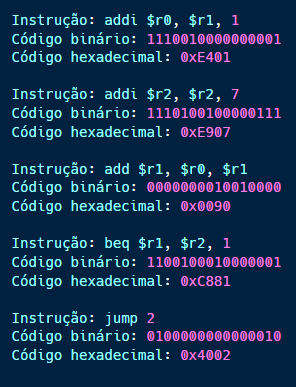 Instrução: addi $r0, $r1, 1
Código binário: 1110010000000001
Código hexadecimal: 0xE401
Instrução: addi $r2, $r2, 7
Código binário: 1110100100000111
Código hexadecimal: 0xE907
Instrução: add $r1, $r0, $r1
Código binário: 0000000010010000
Código hexadecimal: 0x0090
Instrução: beq $r1, $r2, 1
Código binário: 1100100010000001
Código hexadecimal: 0xC881
Instrução: jump 2
Código binário: 0100000000000010
Código hexadecimal: 0x4002